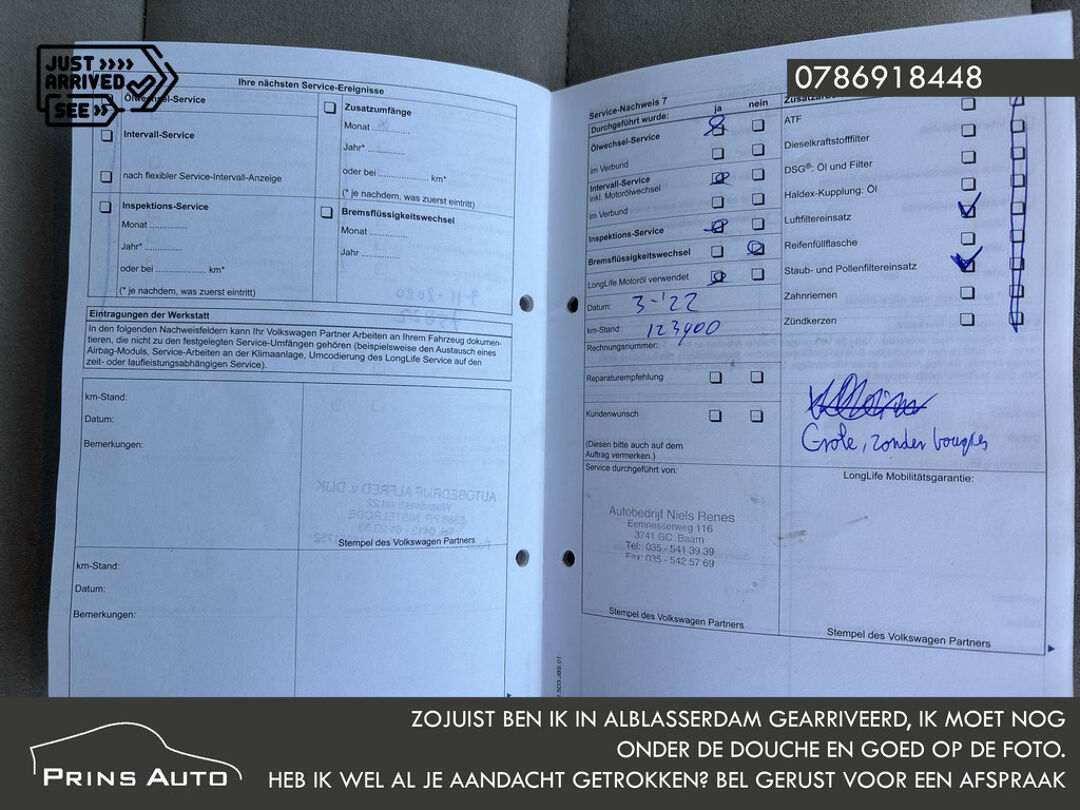 JUST
ARRIVED
SEE
0786918448
Ihre nächsten Service-Ereignisse
Ölwechsel-Service
Intervall-Service
nach flexibler Service-Intervall-Anzeige
Inspektions-Service
Monat ............
Jahr* ............
oder bei ............ km*
(* je nachdem, was zuerst eintritt)
Zusatzumfänge
Monat ............
Jahr* ............
oder bei ............ km*
(* je nachdem, was zuerst eintritt)
Bremsflüssigkeitswechsel
Monat ............
Jahr ............
Eintragungen der Werkstatt
In den folgenden Nachweisfeldern kann Ihr Volkswagen Partner Arbeiten an Ihrem Fahrzeug dokumen-
tieren, die nicht zu den festgelegten Service-Umfängen gehören (beispielsweise den Austausch eines
Airbag-Moduls, Service-Arbeiten an der Klimaanlage, Umcodierung des LongLife Service auf den
zeit- oder laufleistungsabhängigen Service).
km-Stand:
Datum:
Bemerkungen:
Stempel des Volkswagen Partners
km-Stand:
Datum:
Bemerkungen:
Service-Nachweis 7
Durchgeführt wurde:
ja nein
Ölwechsel-Service
im Verbund
Intervall-Service
inkl. Motorölwechsel
im Verbund
Inspektions-Service
Bremsflüssigkeitswechsel
LongLife Motoröl verwendet
Datum: 3-'22
km-Stand: 123400
Rechnungsnummer:
Reparaturempfehlung
Kundenwunsch
(Diesen bitte auch auf dem
Auftrag vermerken.)
Service durchgeführt von:
Autobedrijf Niels Renes
Eemnesserweg 116
3741 GC Baarn
Tel: 035 - 541 39 39
Fax: 035 - 542 57 69
Stempel des Volkswagen Partners
ATF
Dieselkraftstofffilter
DSG®: Öl und Filter
Haldex-Kupplung: Öl
Luftfiltereinsatz
Reifenfüllflasche
Staub- und Pollenfiltereinsatz
Zahnriemen
Zündkerzen
Grote, zonder bougies
LongLife Mobilitätsgarantie:
Stempel des Volkswagen Partners
PRINS AUTO
ZOJUIST BEN IK IN ALBLASSERDAM GEARRIVEERD, IK MOET NOG
ONDER DE DOUCHE EN GOED OP DE FOTO.
HEB IK WEL AL JE AANDACHT GETROKKEN? BEL GERUST VOOR EEN AFSPRAAK